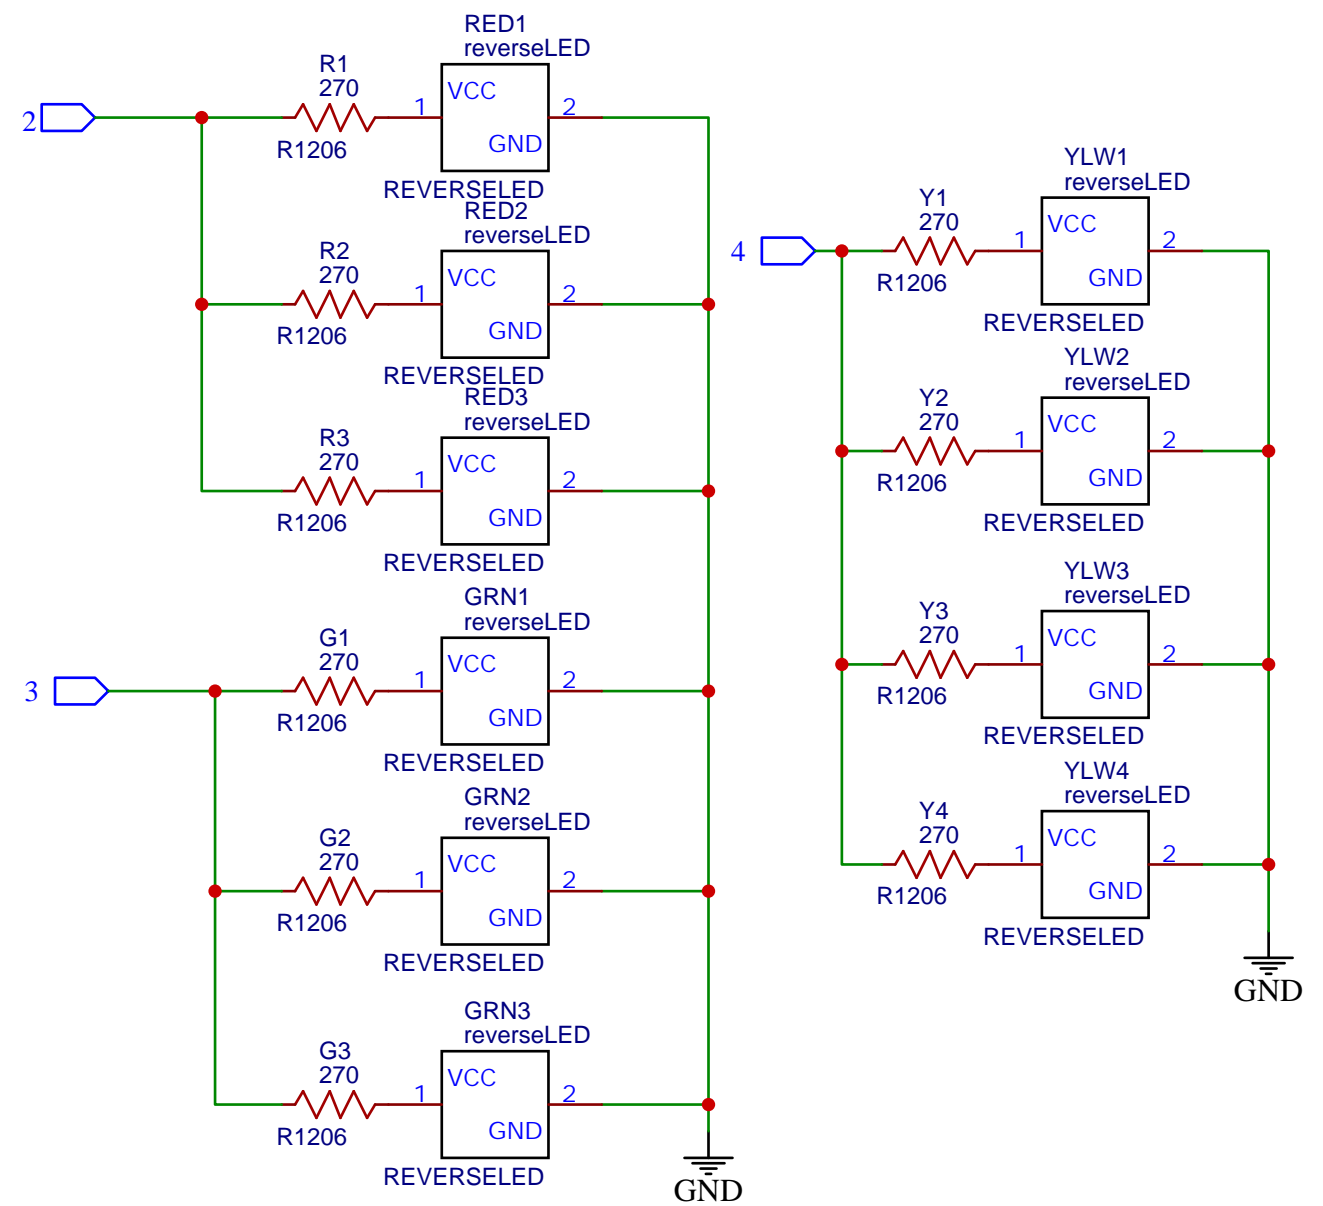 2
R1
270
R1206
RED1
reverseLED
1
VCC
GND
2
REVERSELED
R2
270
R1206
RED2
reverseLED
1
VCC
GND
2
REVERSELED
R3
270
R1206
RED3
reverseLED
1
VCC
GND
2
REVERSELED
3
G1
270
R1206
GRN1
reverseLED
1
VCC
GND
2
REVERSELED
G2
270
R1206
GRN2
reverseLED
1
VCC
GND
2
REVERSELED
G3
270
R1206
GRN3
reverseLED
1
VCC
GND
2
REVERSELED
GND
4
Y1
270
R1206
YLW1
reverseLED
1
VCC
GND
2
REVERSELED
Y2
270
R1206
YLW2
reverseLED
1
VCC
GND
2
REVERSELED
Y3
270
R1206
YLW3
reverseLED
1
VCC
GND
2
REVERSELED
Y4
270
R1206
YLW4
reverseLED
1
VCC
GND
2
REVERSELED
GND